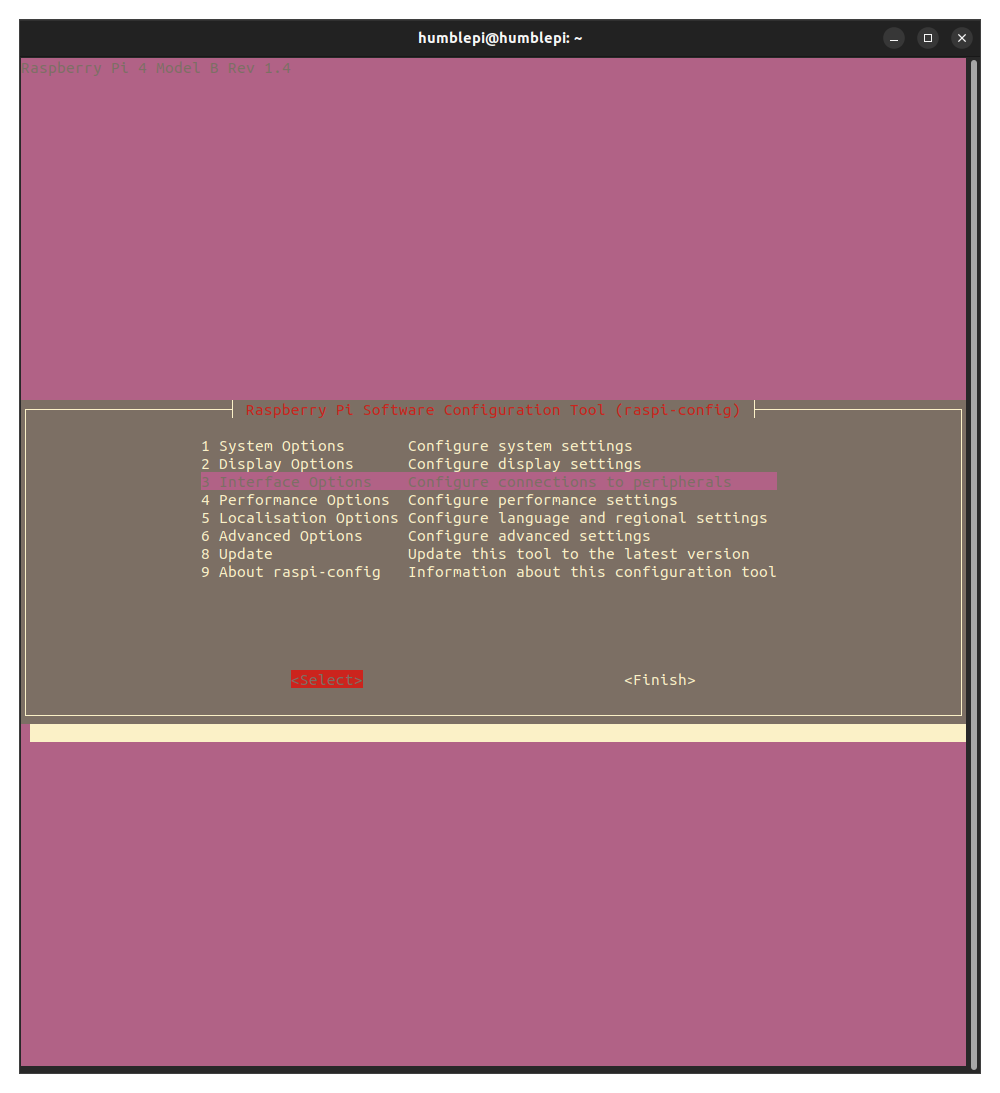 humblepi@humblepi: ~
Raspberry Pi 4 Model B Rev 1.4
Raspberry Pi Software Configuration Tool (raspi-config)
1 System Options Configure system settings
2 Display Options Configure display settings
3 Interface Options Configure connections to peripherals
4 Performance Options Configure performance settings
5 Localisation Options Configure language and regional settings
6 Advanced Options Configure advanced settings
8 Update Update this tool to the latest version
9 About raspi-config Information about this configuration tool
<Select> <Finish>